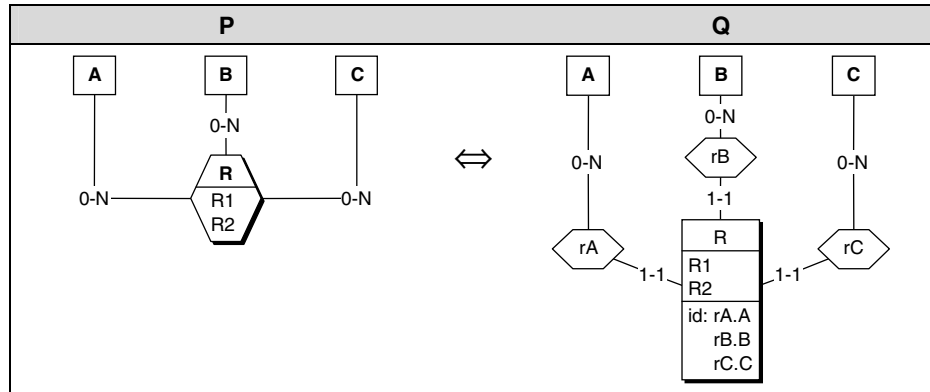 P Q
A B C
0-N
R
0-N 0-N
R1
R2
⇔
A B C
0-N
rB
0-N 0-N
1-1
R
rA rC
1-1 1-1
R1
R2
id: rA.A
rB.B
rC.C